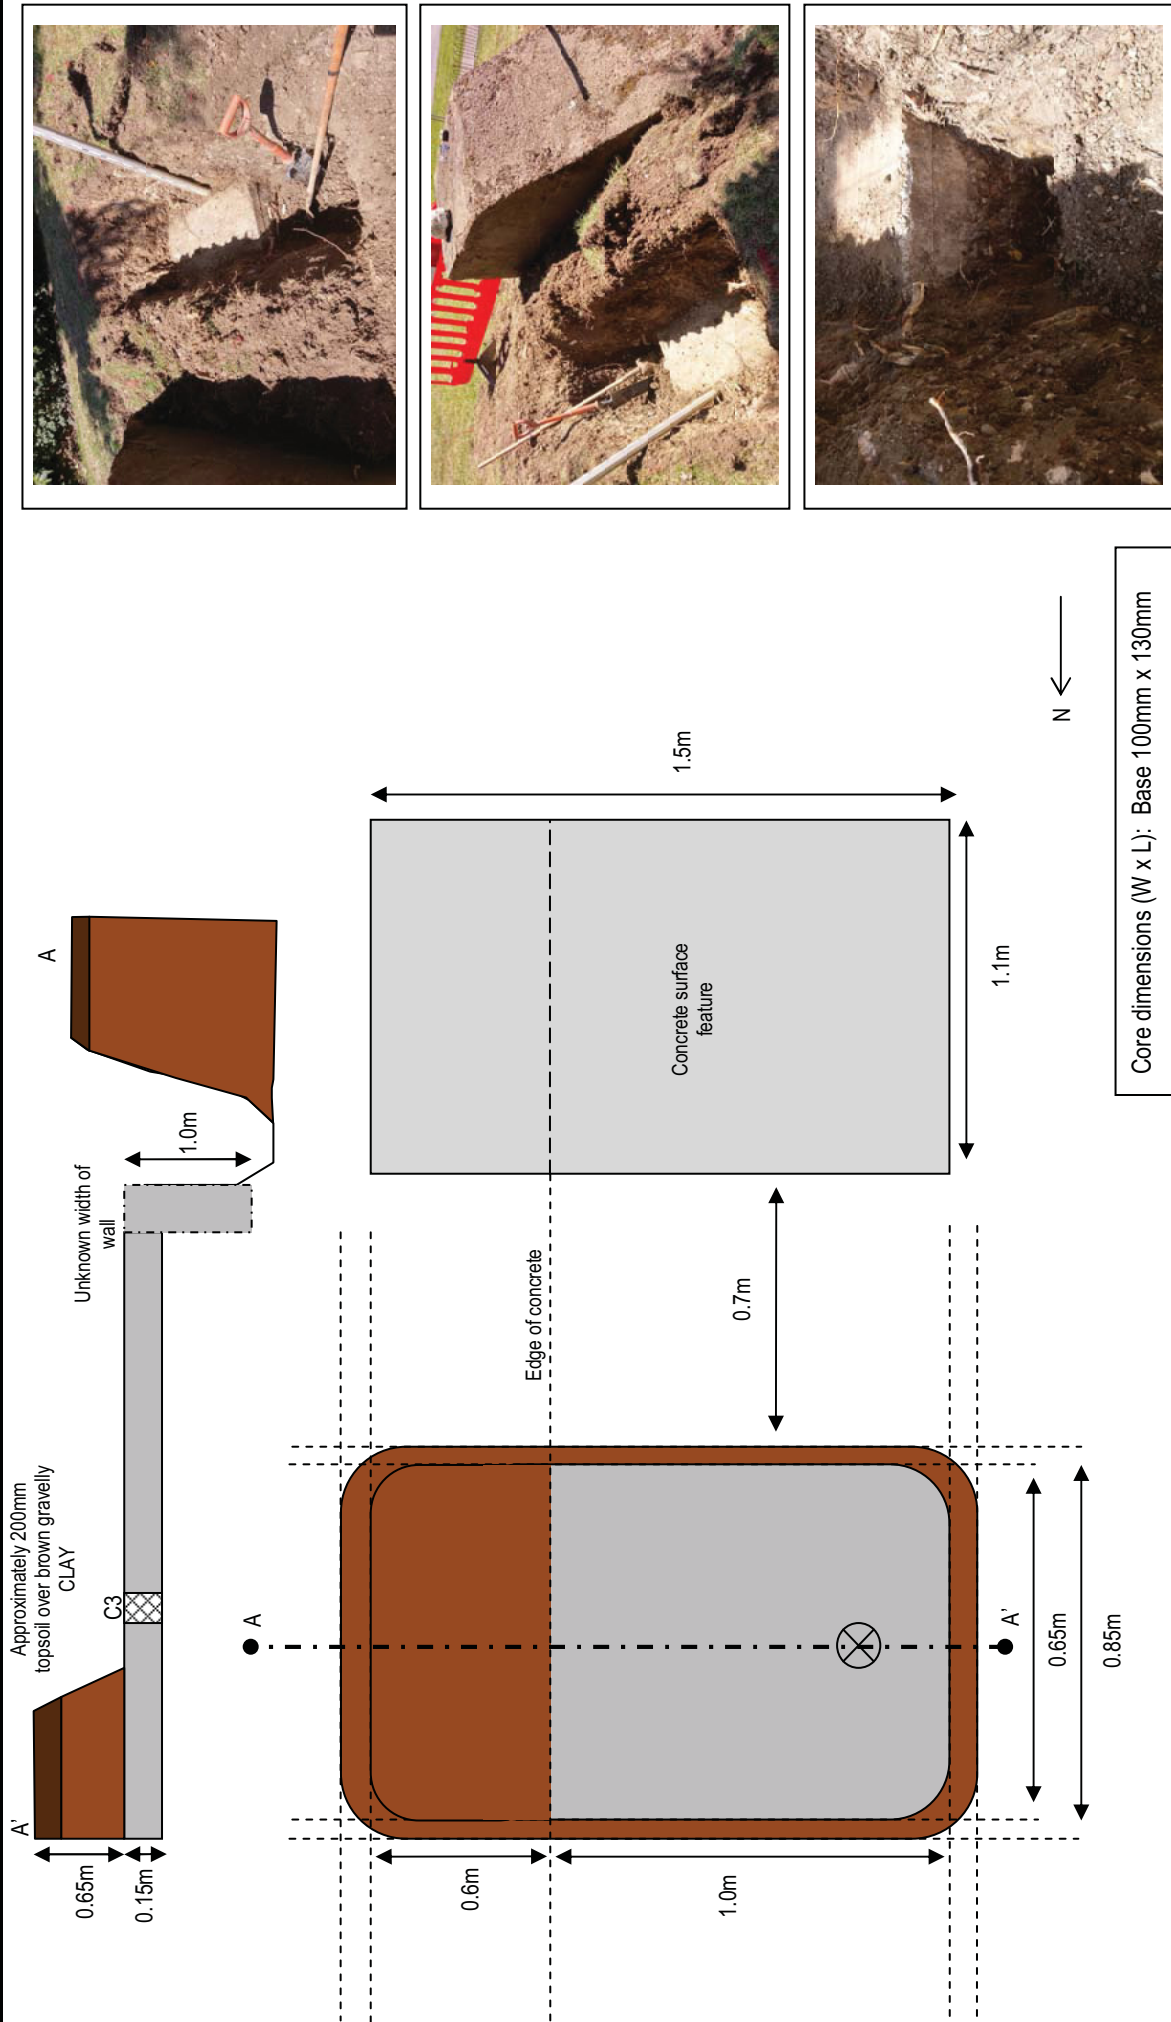 A'
Approximately 200mm
topsoil over brown gravelly
CLAY
C3
Unknown width of
wall
A
0.65m
0.15m
1.0m
A
Edge of concrete
0.6m
1.0m
0.7m
Concrete surface
feature
1.5m
1.1m
A'
0.65m
0.85m
N
Core dimensions (W x L): Base 100mm x 130mm